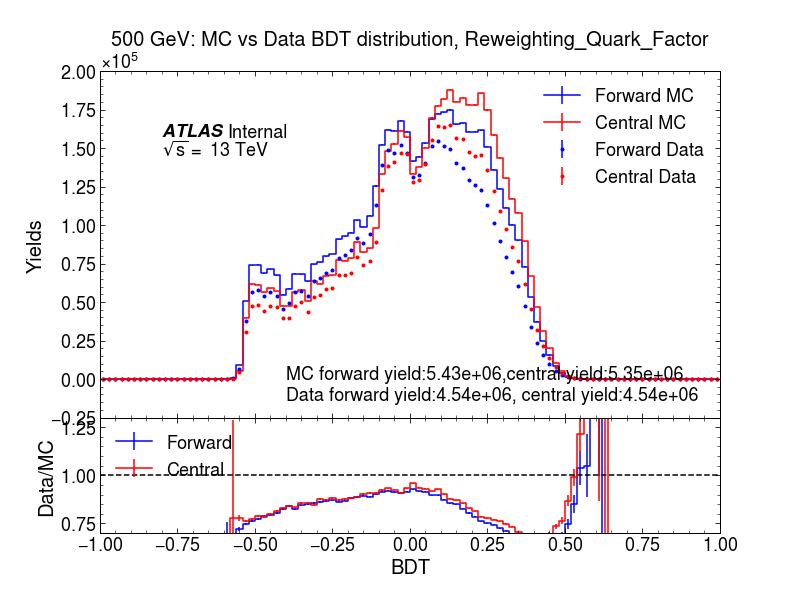 500 GeV: MC vs Data BDT distribution, Reweighting_Quark_Factor
×10⁵
2.00
1.75
1.50
1.25
1.00
0.75
0.50
0.25
0.00
−0.25
Yields
ATLAS Internal
√s = 13 TeV
Forward MC
Central MC
Forward Data
Central Data
MC forward yield:5.43e+06,central yield:5.35e+06
Data forward yield:4.54e+06, central yield:4.54e+06
1.25
1.00
0.75
Data/MC
Forward
Central
−1.00 −0.75 −0.50 −0.25 0.00 0.25 0.50 0.75 1.00
BDT